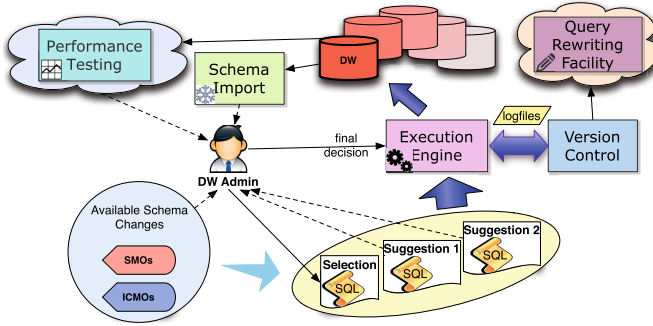 Performance
Testing
Schema
Import
DW
Query
Rewriting
Facility
logfiles
final
decision
Execution
Engine
Version
Control
DW Admin
Available Schema
Changes
SMOs
ICMOs
Selection
SQL
Suggestion 1
SQL
Suggestion 2
SQL